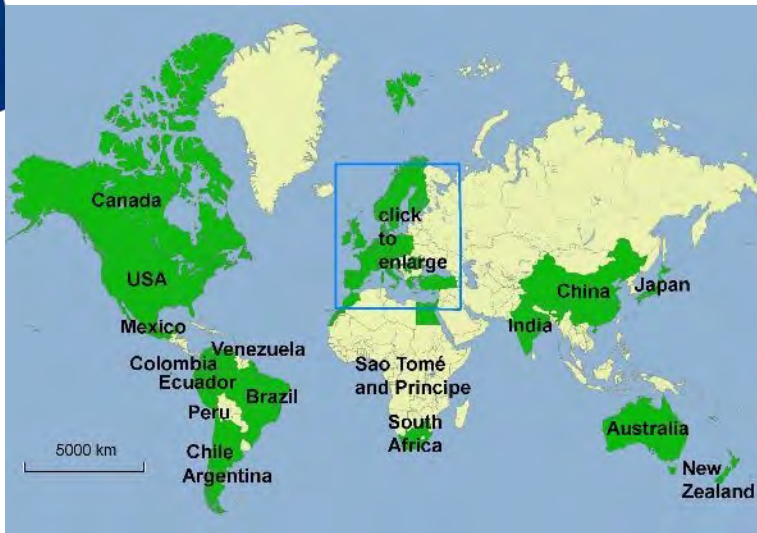 Canada
click
to
enlarge
USA
China
Japan
Mexico
India
Venezuela
Colombia
Sao Tomé
Ecuador
and Principe
Brazil
Peru
South
Africa
Australia
5000 km
Chile
Argentina
New
Zealand